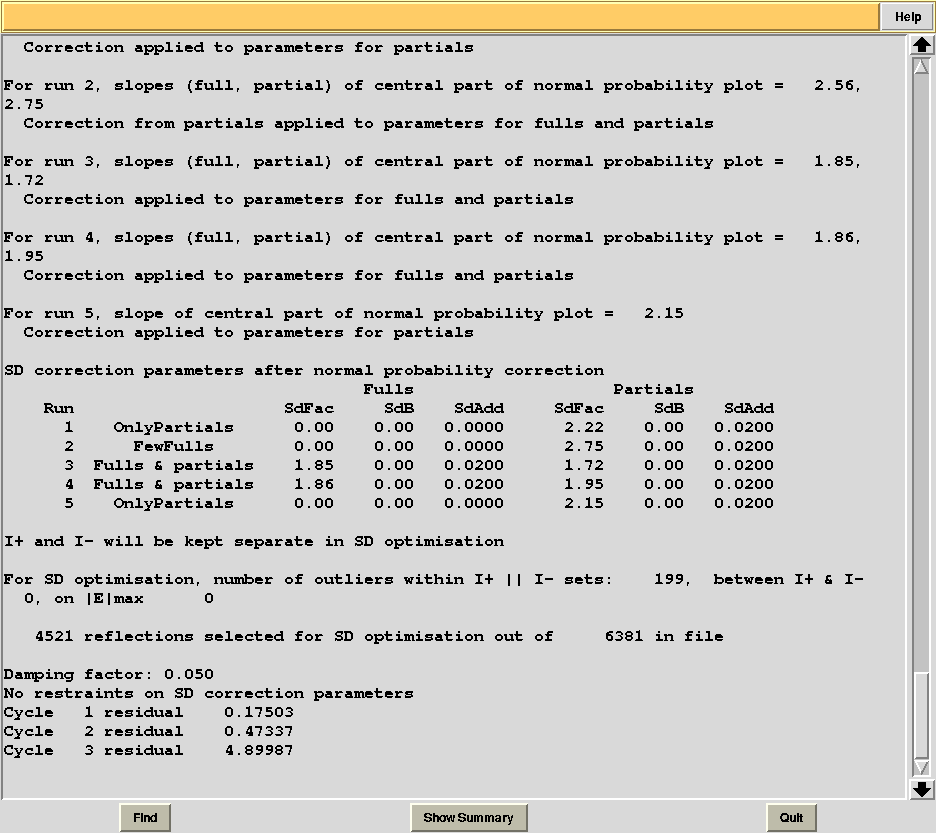 Help
Correction applied to parameters for partials
For run 2, slopes (full, partial) of central part of normal probability plot =   2.56,
2.75
Correction from partials applied to parameters for fulls and partials
For run 3, slopes (full, partial) of central part of normal probability plot =   1.85,
1.72
Correction applied to parameters for fulls and partials
For run 4, slopes (full, partial) of central part of normal probability plot =   1.86,
1.95
Correction applied to parameters for fulls and partials
For run 5, slope of central part of normal probability plot =   2.15
Correction applied to parameters for partials
SD correction parameters after normal probability correction
Fulls Partials
Run SdFac SdB SdAdd SdFac SdB SdAdd
1 OnlyPartials 0.00 0.00 0.0000 2.22 0.00 0.0200
2 FewFulls 0.00 0.00 0.0000 2.75 0.00 0.0200
3 Fulls & partials 1.85 0.00 0.0200 1.72 0.00 0.0200
4 Fulls & partials 1.86 0.00 0.0200 1.95 0.00 0.0200
5 OnlyPartials 0.00 0.00 0.0000 2.15 0.00 0.0200
I+ and I- will be kept separate in SD optimisation
For SD optimisation, number of outliers within I+ || I- sets:    199,  between I+ & I-
0, on |E|max      0
4521 reflections selected for SD optimisation out of     6381 in file
Damping factor: 0.050
No restraints on SD correction parameters
Cycle   1 residual    0.17503
Cycle   2 residual    0.47337
Cycle   3 residual    4.89987
Find Show Summary Quit